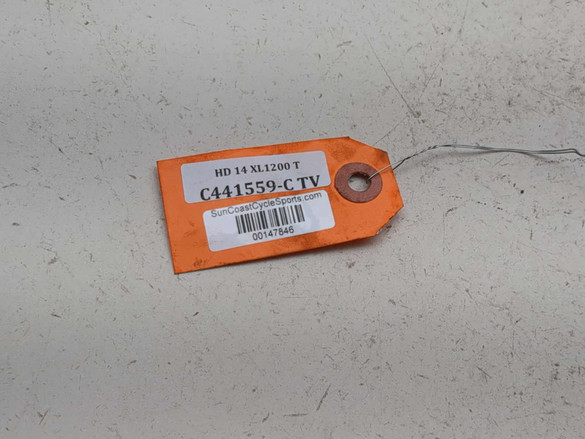 HD 14 XL1200 T
C441559-C TV
SunCoastCycleSports.com
00147846